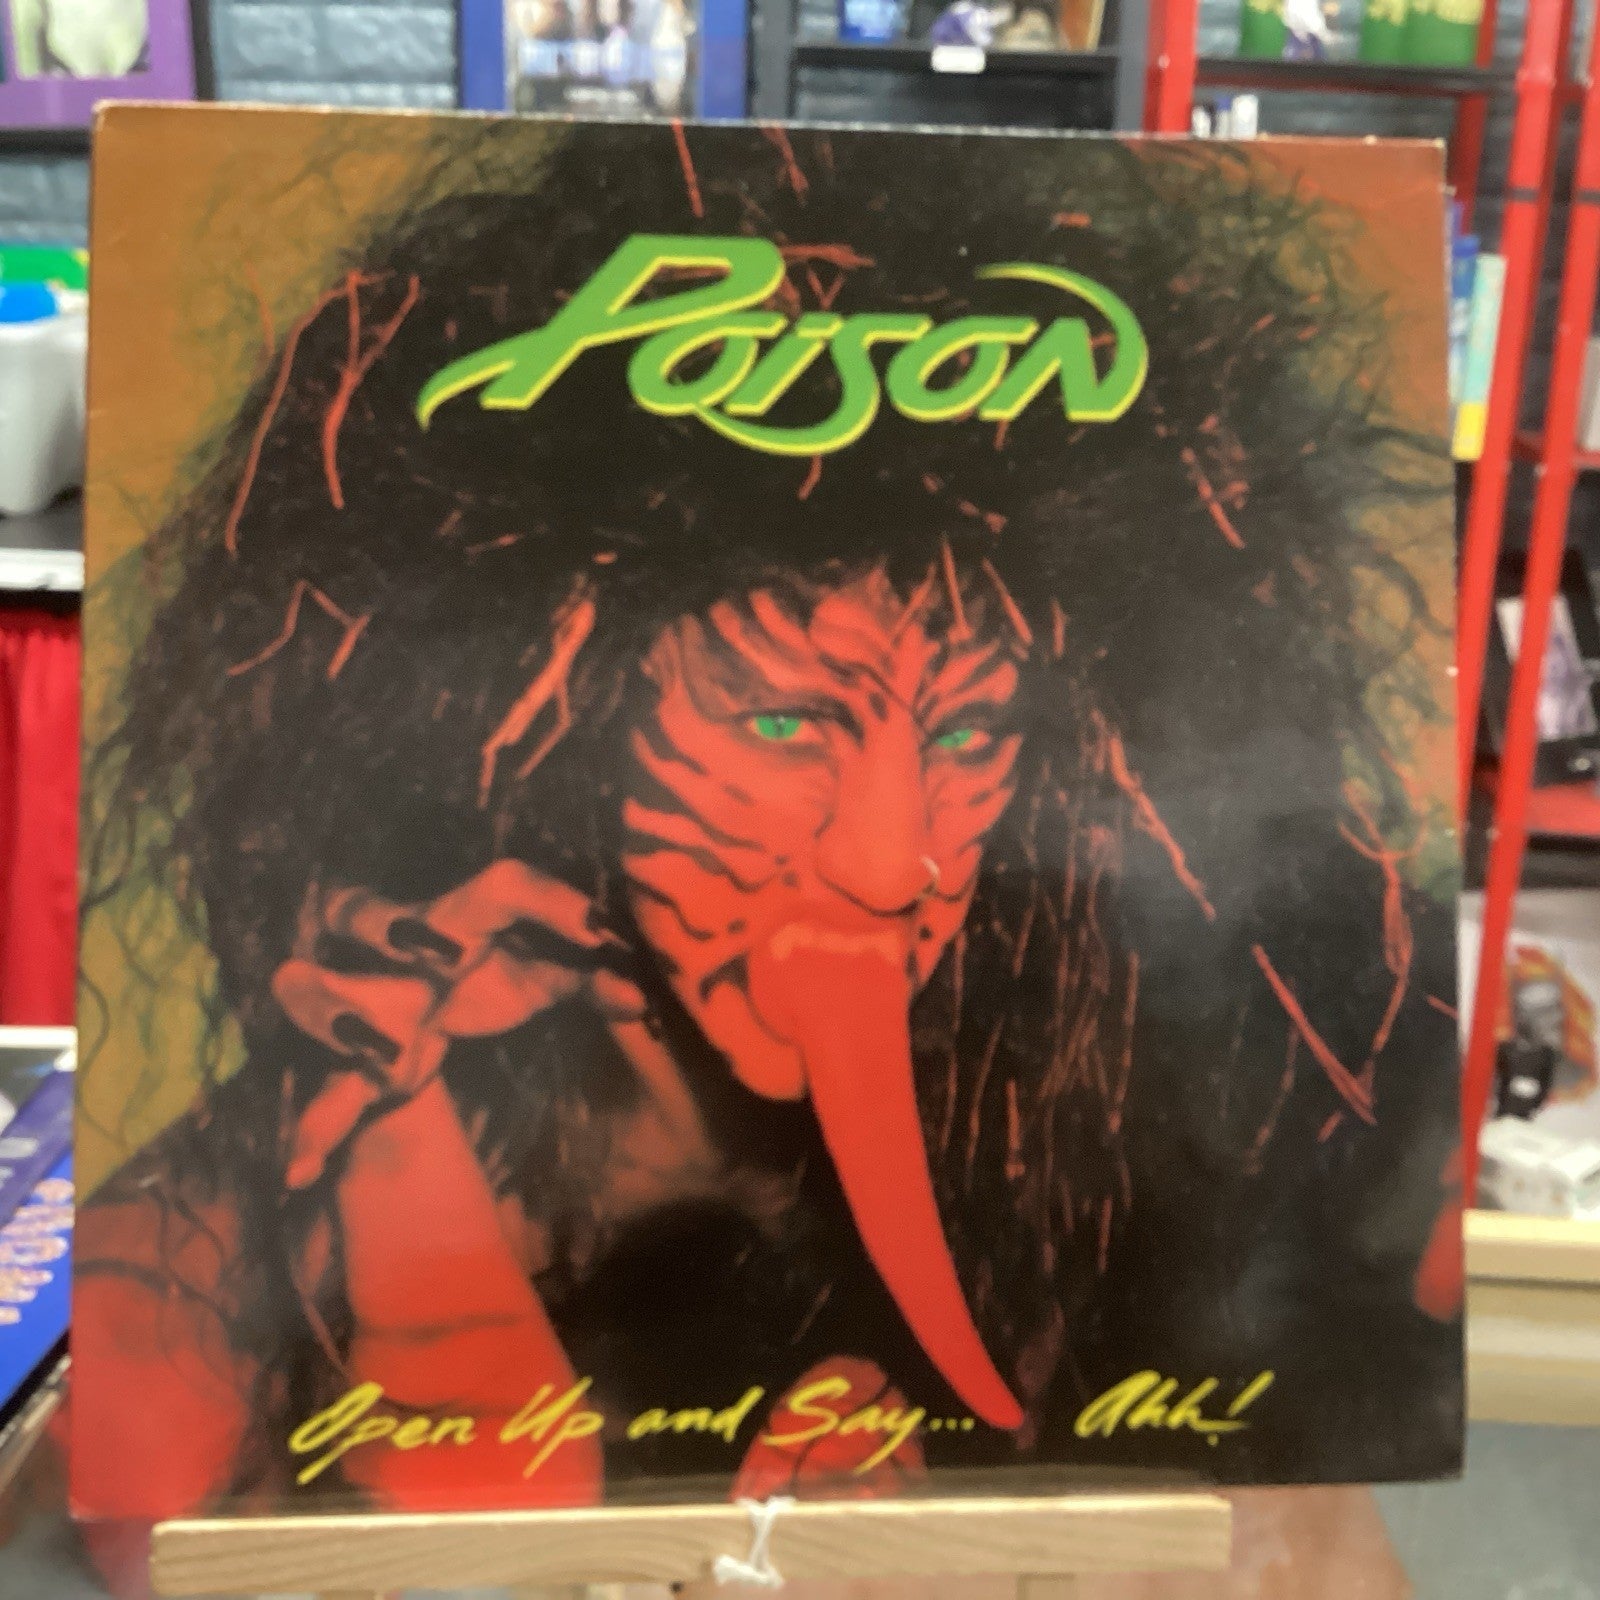 Poison
Open Up and Say... Ahh!